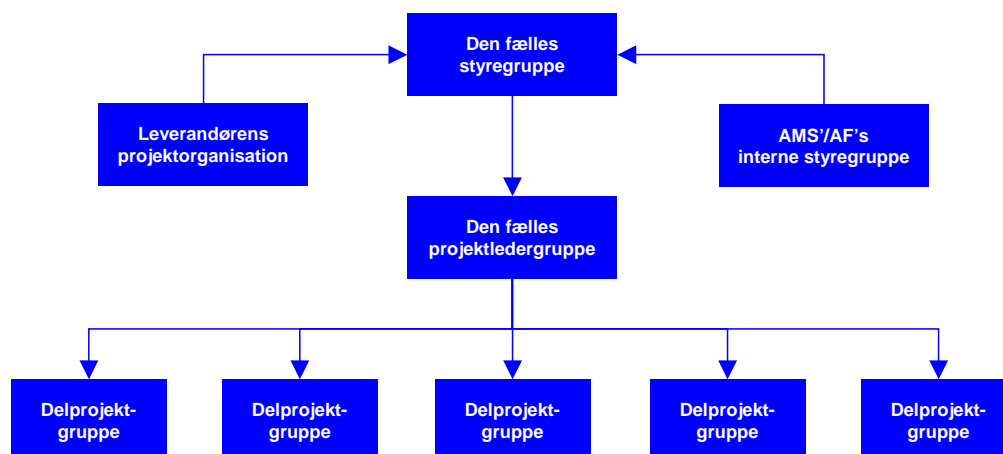 Den fælles
styregruppe
Leverandørens
projektorganisation
AMS'/AF's
interne styregruppe
Den fælles
projektledergruppe
Delprojekt-
gruppe
Delprojekt-
gruppe
Delprojekt-
gruppe
Delprojekt-
gruppe
Delprojekt-
gruppe